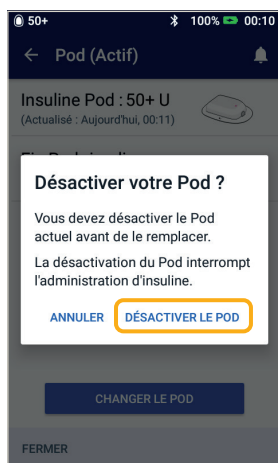 50+ 100% 00:10
Pod (Actif)
Insuline Pod : 50+ U
(Actualisé : Aujourd'hui, 00:11)
Désactiver votre Pod ?
Vous devez désactiver le Pod
actuel avant de le remplacer.
La désactivation du Pod interrompt
l'administration d'insuline.
ANNULER DÉSACTIVER LE POD
CHANGER LE POD
FERMER